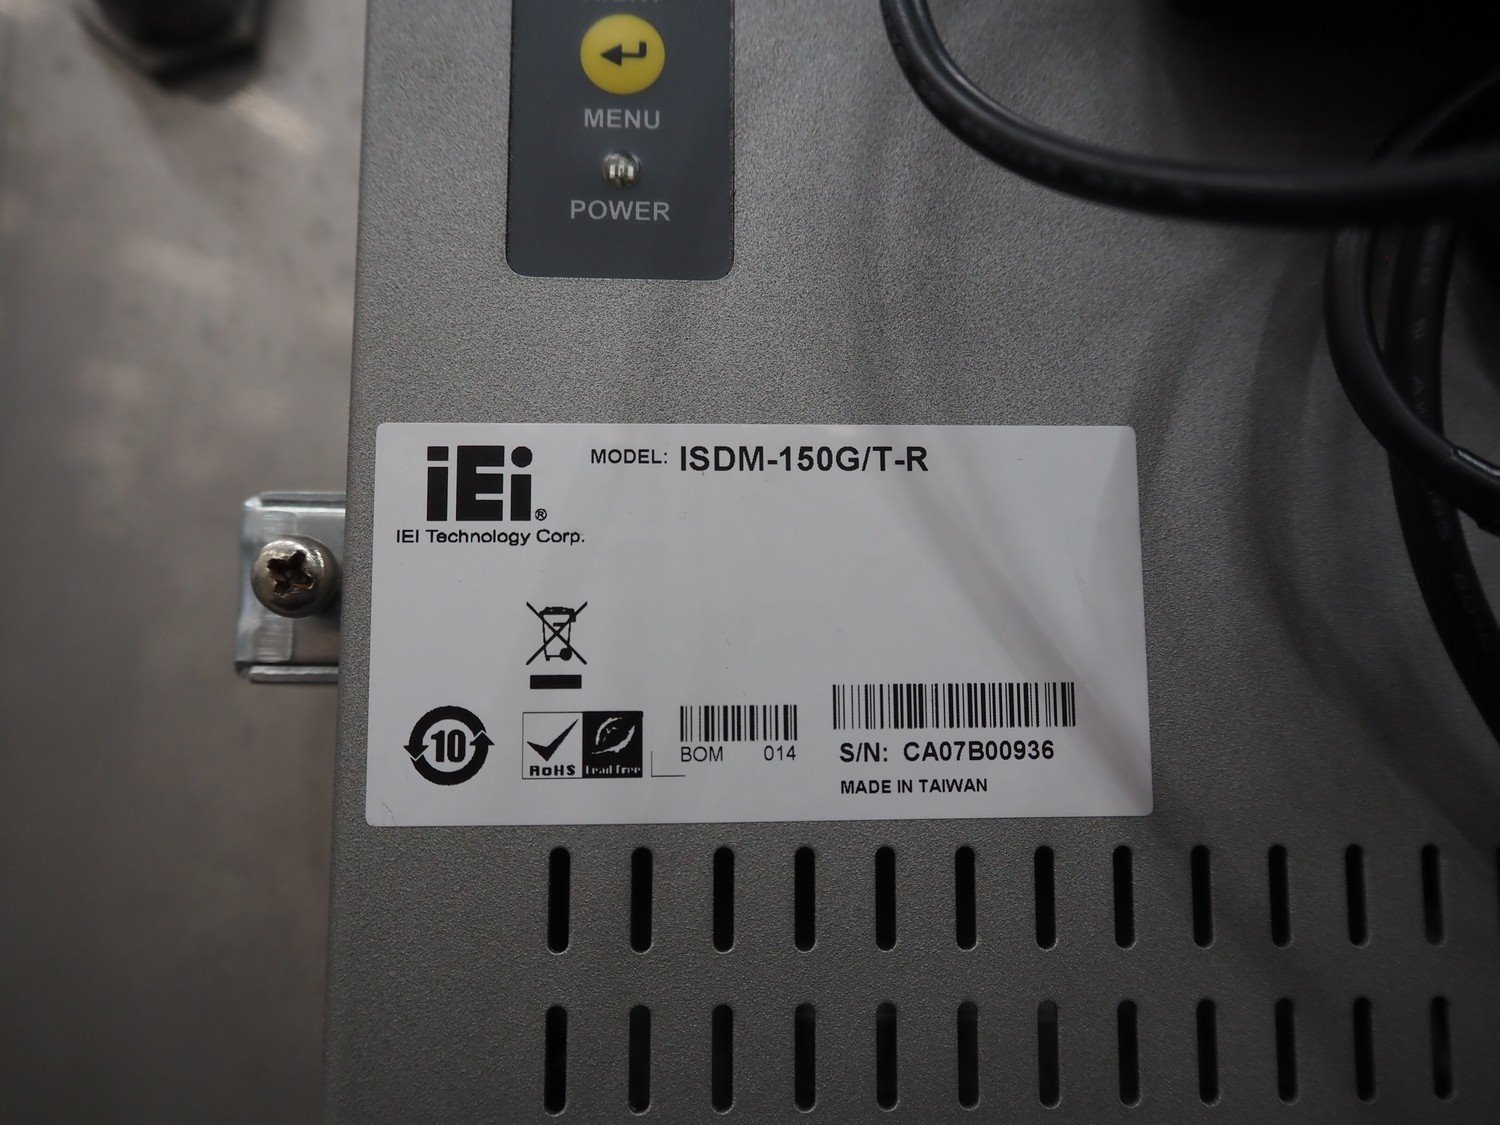 MENU
POWER
iEi®
IEI Technology Corp.
MODEL: ISDM-150G/T-R
10
RoHS
Lead Free
BOM 014
S/N: CA07B00936
MADE IN TAIWAN